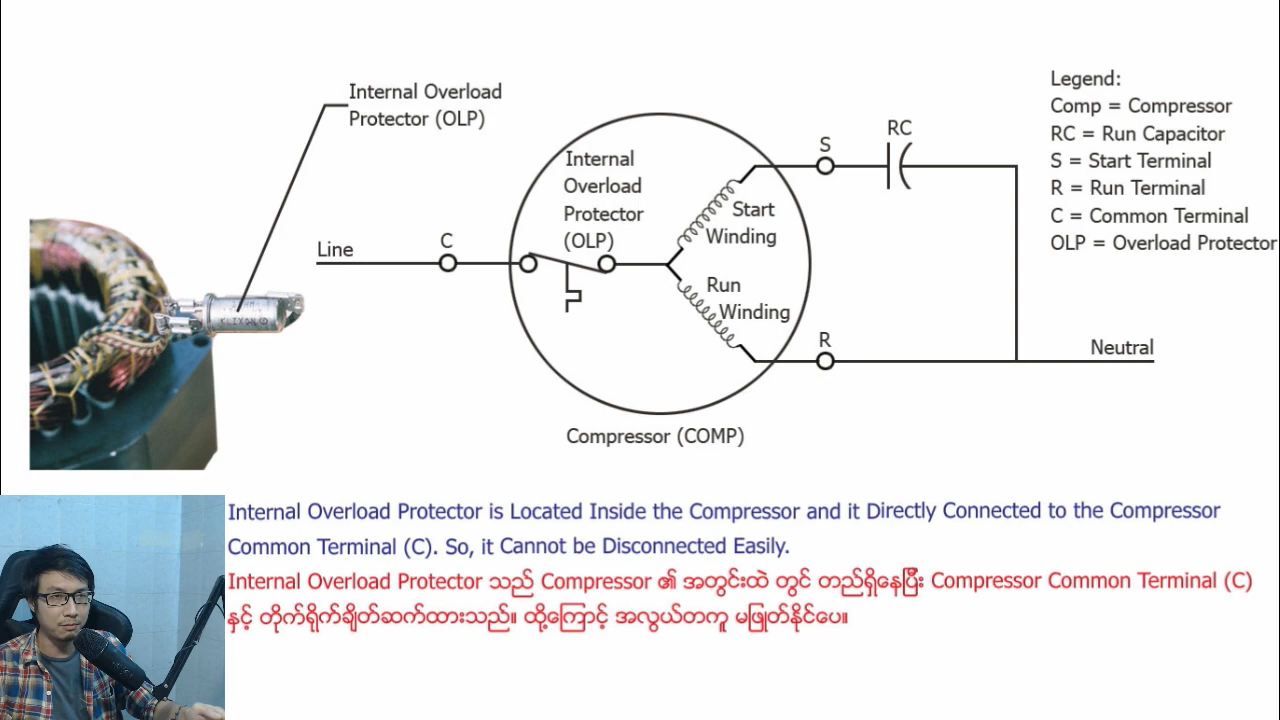 Internal Overload
Protector (OLP)
Line
C
Internal
Overload
Protector
(OLP)
Start
Winding
Run
Winding
Compressor (COMP)
S
RC
R
Neutral
Legend:
Comp = Compressor
RC = Run Capacitor
S = Start Terminal
R = Run Terminal
C = Common Terminal
OLP = Overload Protector
KLIXON
Internal Overload Protector is Located Inside the Compressor and it Directly Connected to the Compressor
Common Terminal (C). So, it Cannot be Disconnected Easily.
Internal Overload Protector သည် Compressor ၏ အတွင်းထဲ တွင် တည်ရှိနေပြီး Compressor Common Terminal (C)
နှင့် တိုက်ရိုက်ချိတ်ဆက်ထားသည်။ ထို့ကြောင့် အလွယ်တကူ မဖြုတ်နိုင်ပေ။